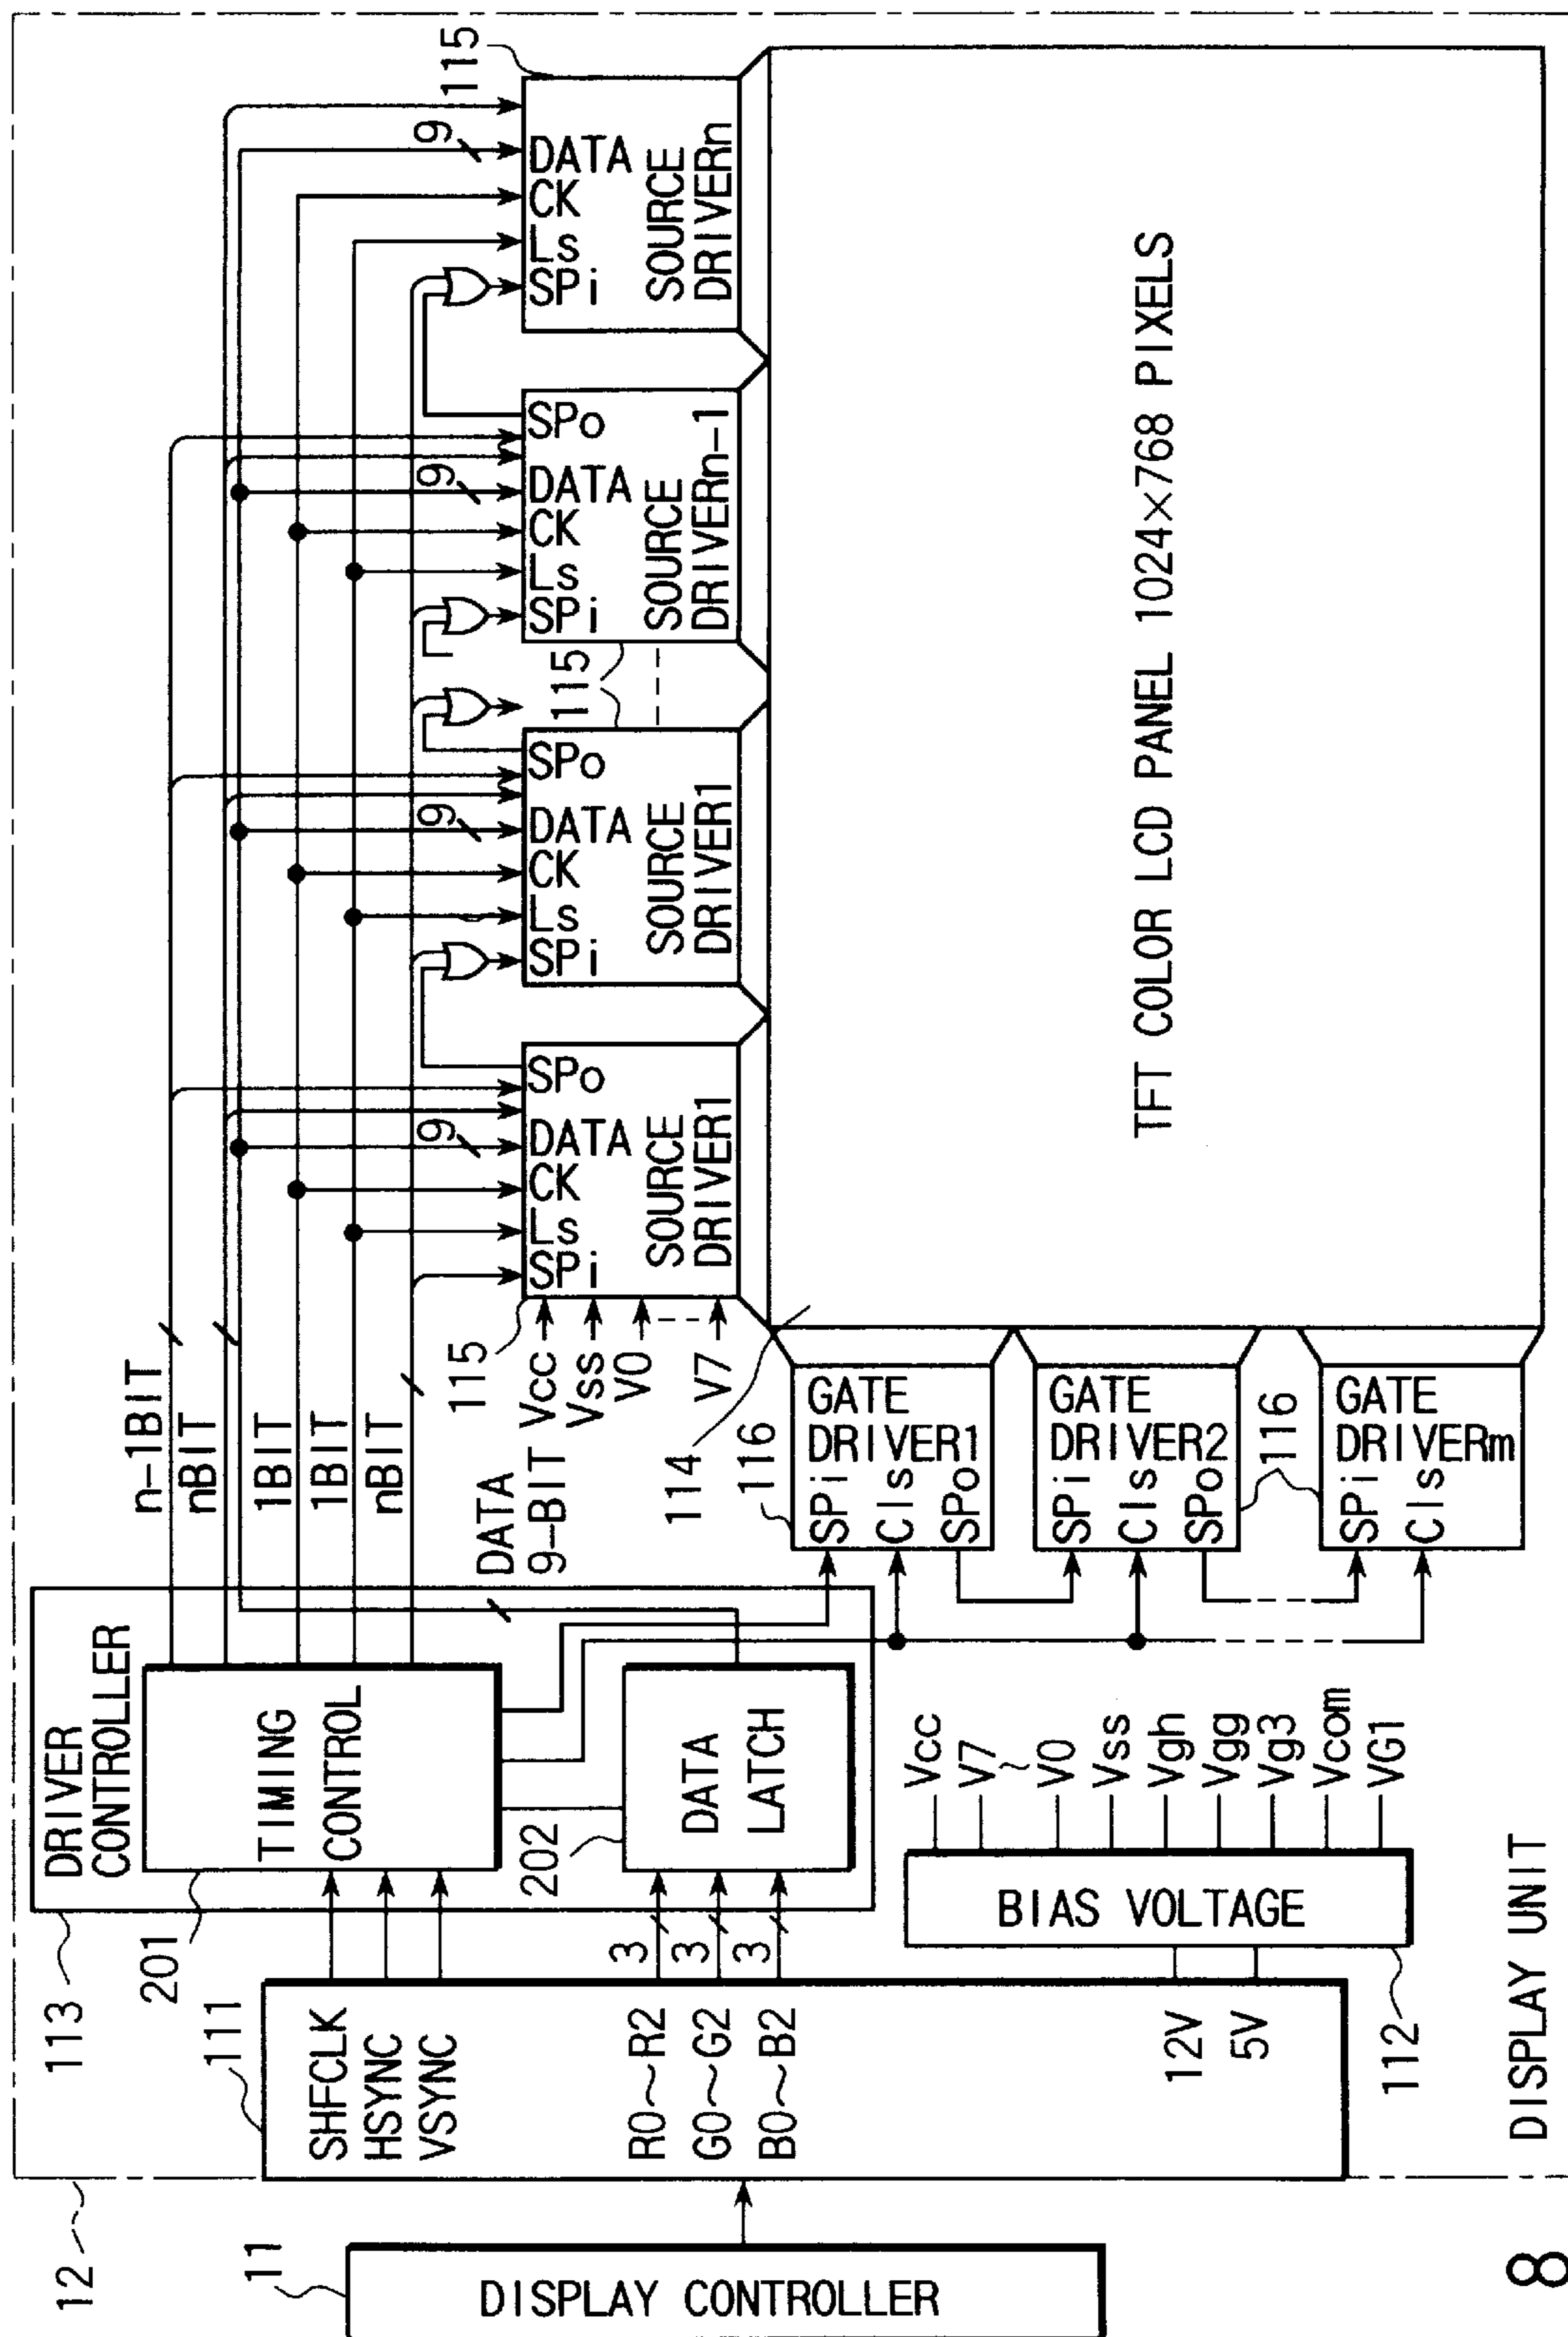 12
11
DISPLAY CONTROLLER
113
DRIVER
CONTROLLER
201
TIMING
CONTROL
111
SHFCLK
HSYNC
VSYNC
R0~R2
G0~G2
B0~B2
12V
5V
3
3
3
202
DATA
LATCH
BIAS VOLTAGE
112
Vcc
V7
~
V0
Vss
Vgh
Vgg
Vg3
Vcom
VG1
n-1BIT
nBIT
1BIT
1BIT
nBIT
DATA
9-BIT
115
Vcc
Vss
V0
V7
114
116
GATE
DRIVER1
SPi
Cls
SPo
GATE
DRIVER2
SPi
Cls
SPo
116
GATE
DRIVERm
SPi
Cls
9
SPi
Ls
CK
DATA
SPo
SOURCE
DRIVER1
9
SPi
Ls
CK
DATA
SPo
SOURCE
DRIVER1
115
9
SPi
Ls
CK
DATA
SPo
SOURCE
DRIVERn-1
9
115
SPi
Ls
CK
DATA
SOURCE
DRIVERn
TFT COLOR LCD PANEL 1024×768 PIXELS
DISPLAY UNIT
8